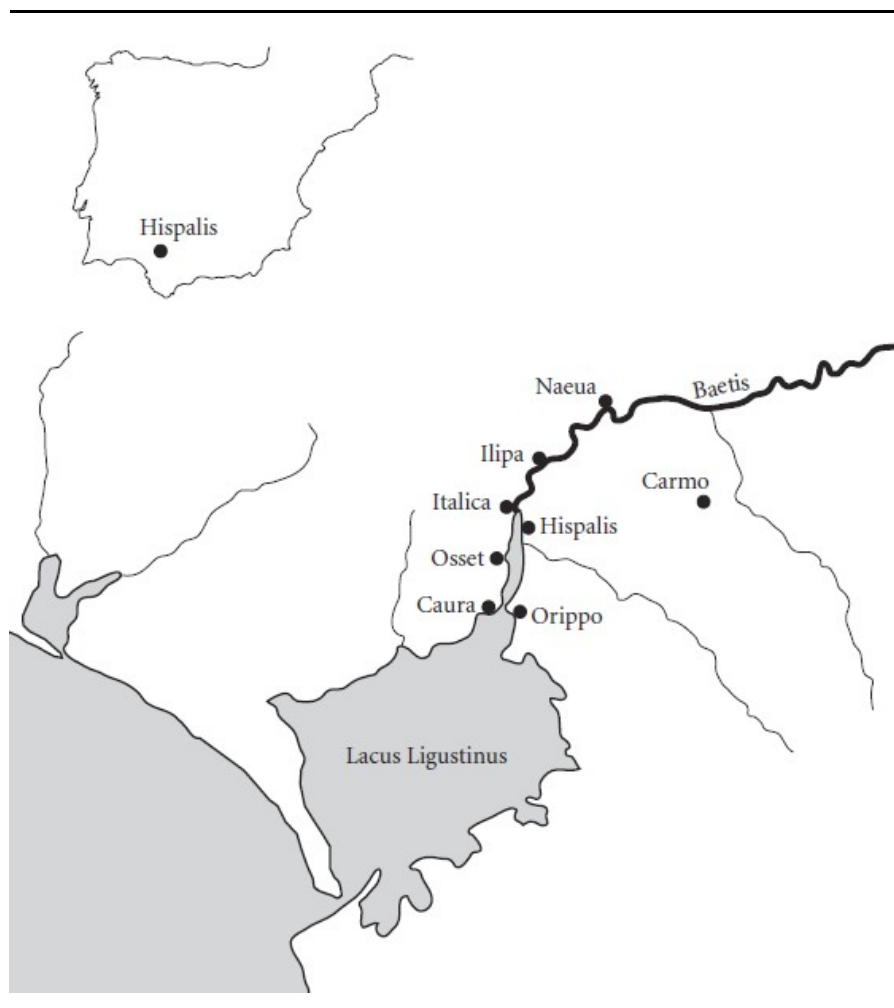 Hispalis
Naeua
Baetis
Ilipa
Carmo
Italica
Hispalis
Osset
Caura
Orippo
Lacus Ligustinus